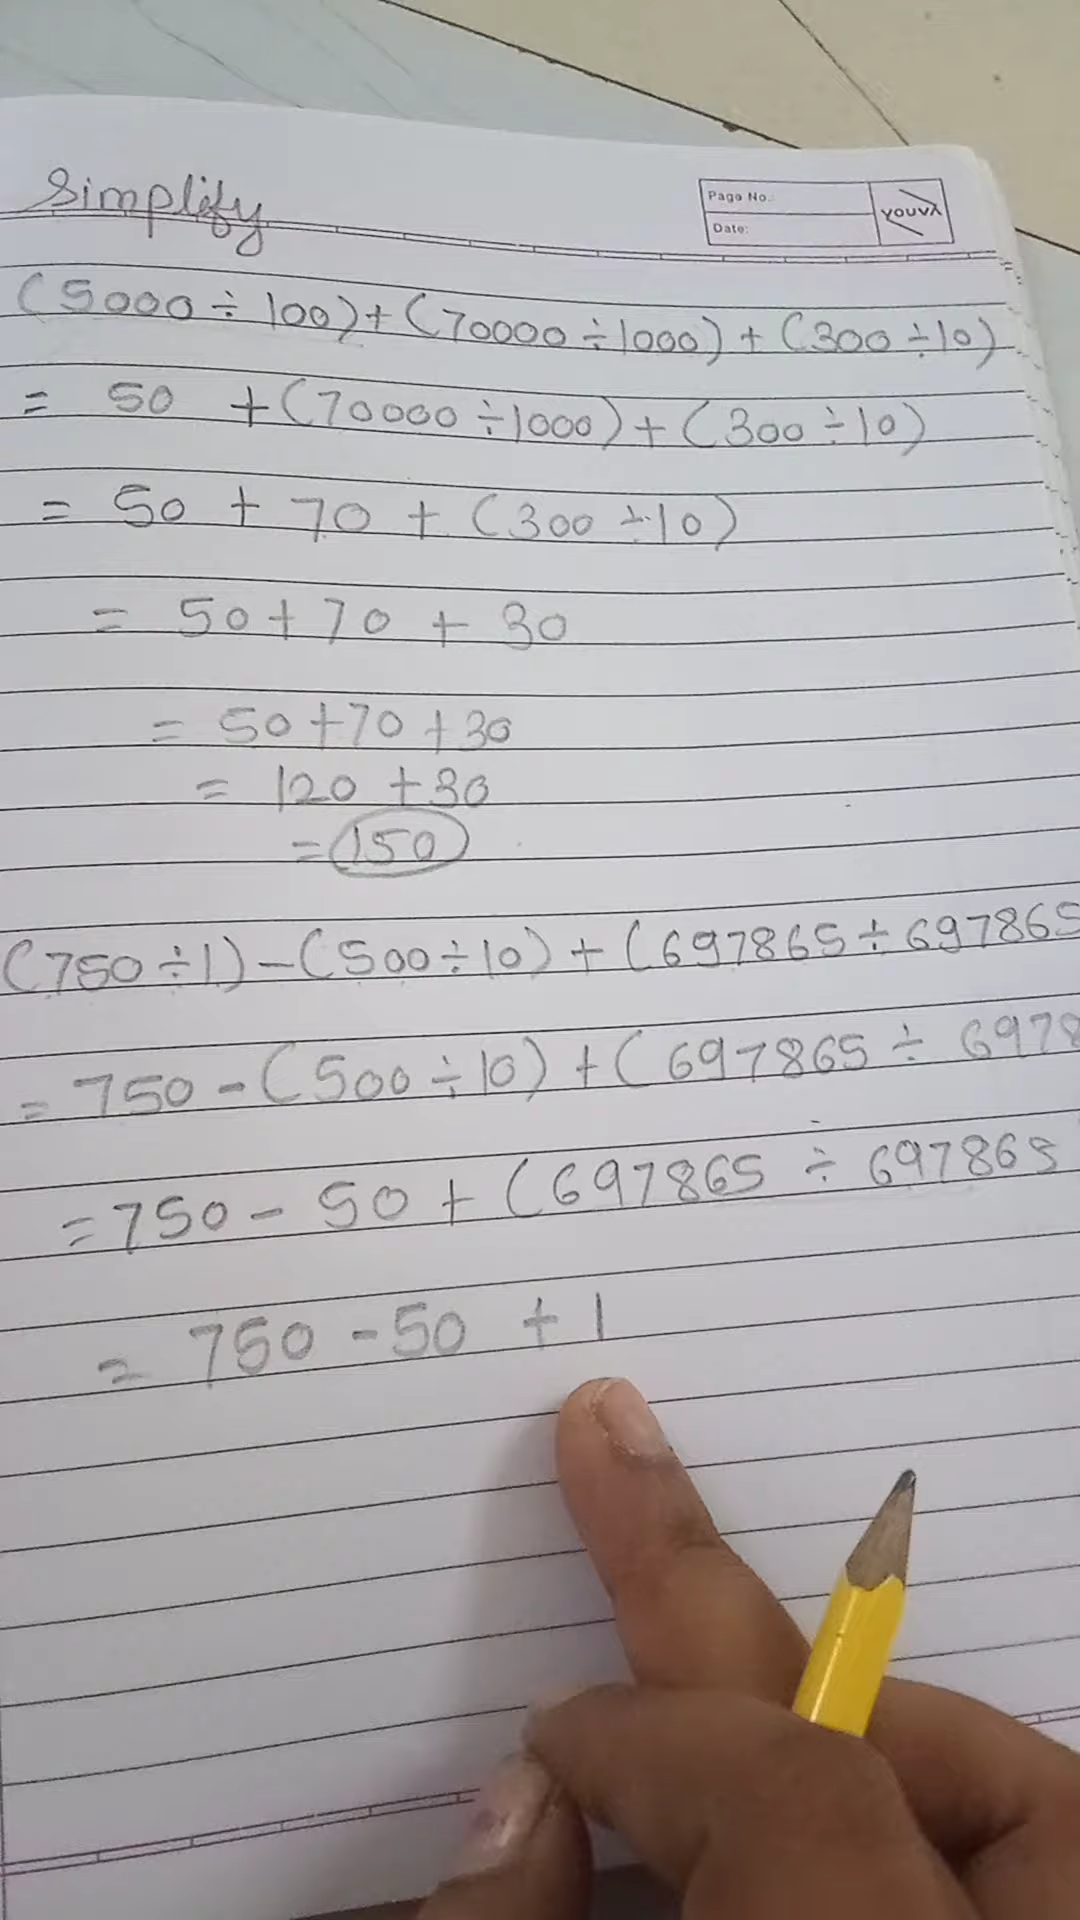 Simplify
Page No.:
Date:
YOUVA
(5000÷100)+(70000÷1000)+(300÷10)
= 50 +(70000÷1000)+(300÷10)
= 50 + 70 + (300÷10)
= 50+70 + 30
= 50+70+30
= 120 +30
=150
(750÷1)-(500÷10)+(697865÷697865
=750-(500÷10)+(697865÷ 6978
=750- 50 + (697865 ÷ 697865
= 750 -50 + 1